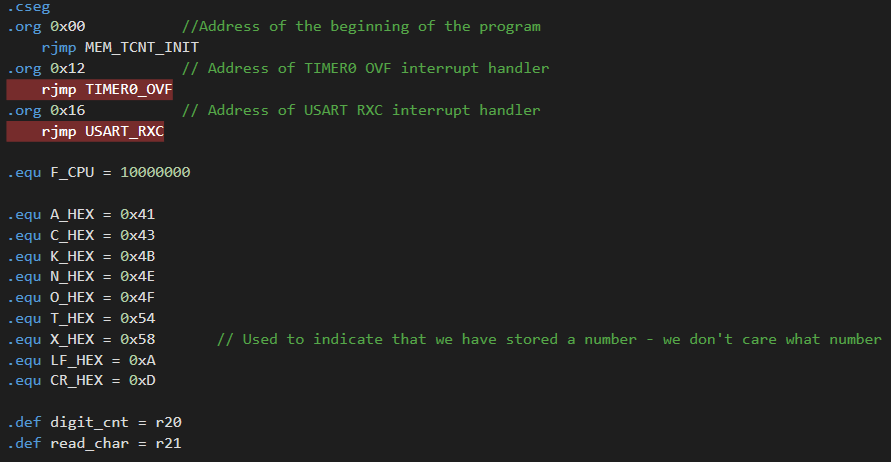 .cseg
.org 0x00           //Address of the beginning of the program
    rjmp MEM_TCNT_INIT
.org 0x12           // Address of TIMER0 OVF interrupt handler
    rjmp TIMER0_OVF
.org 0x16           // Address of USART RXC interrupt handler
    rjmp USART_RXC

.equ F_CPU = 10000000

.equ A_HEX = 0x41
.equ C_HEX = 0x43
.equ K_HEX = 0x4B
.equ N_HEX = 0x4E
.equ O_HEX = 0x4F
.equ T_HEX = 0x54
.equ X_HEX = 0x58       // Used to indicate that we have stored a number - we don't care what number
.equ LF_HEX = 0xA
.equ CR_HEX = 0xD

.def digit_cnt = r20
.def read_char = r21